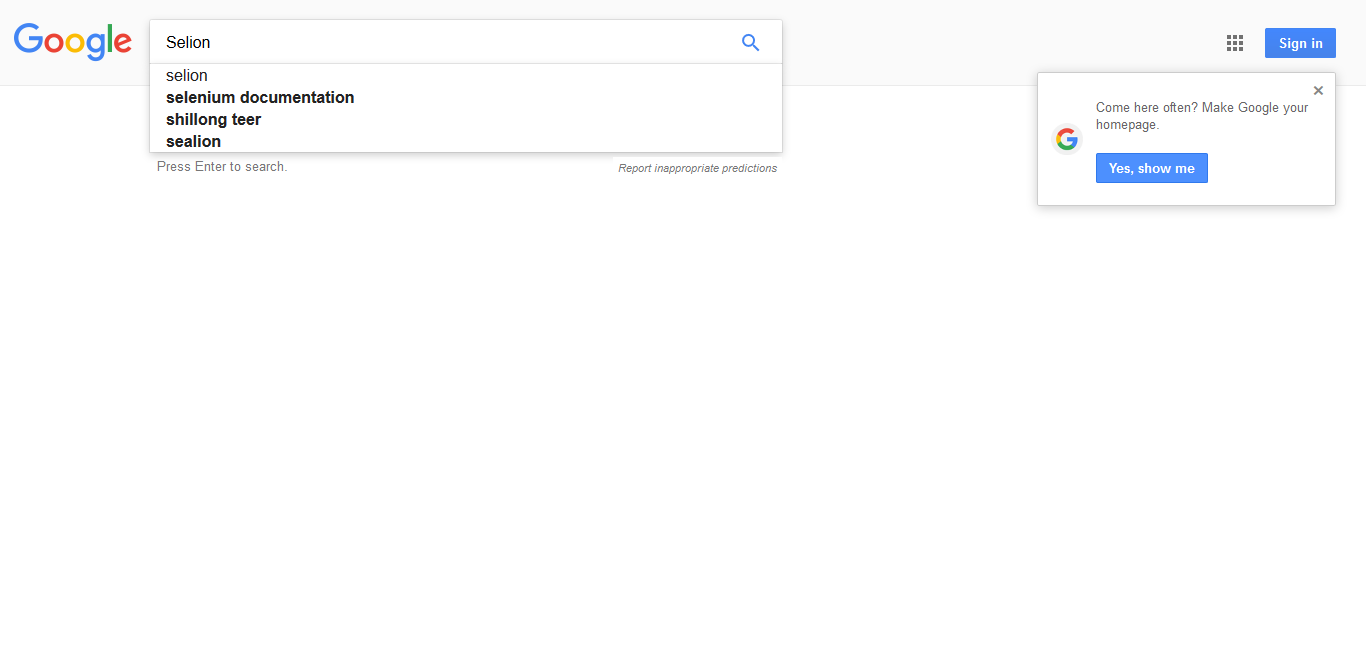 Google
Selion
Sign in
selion
selenium documentation
shillong teer
sealion
Press Enter to search.
Report inappropriate predictions
Come here often? Make Google your
homepage.
G
Yes, show me